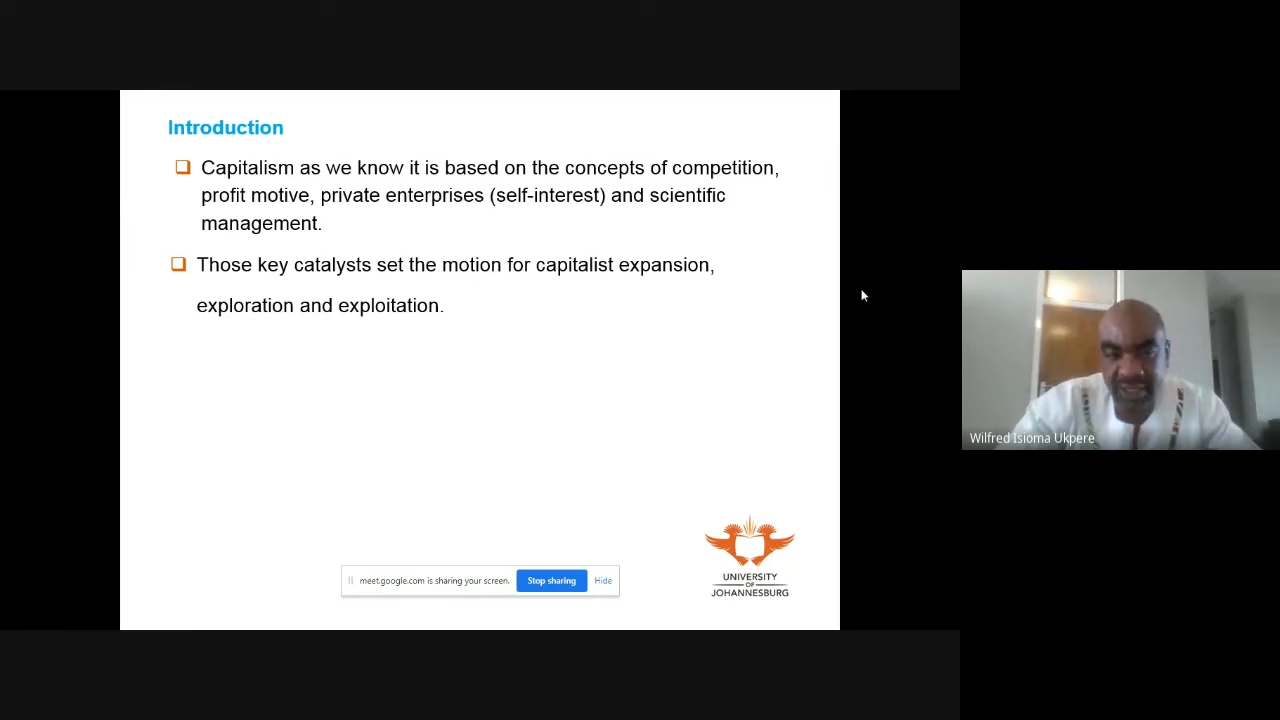 Introduction
❑ Capitalism as we know it is based on the concepts of competition,
profit motive, private enterprises (self-interest) and scientific
management.
❑ Those key catalysts set the motion for capitalist expansion,
exploration and exploitation.
meet.google.com is sharing your screen. Stop sharing Hide
UNIVERSITY
OF
JOHANNESBURG
Wilfred Isioma Ukpere